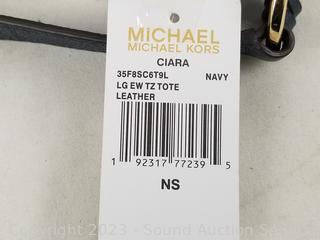 MICHAEL
MICHAEL KORS
CIARA
35F8SC6T9L NAVY
LG EW TZ TOTE
LEATHER
1 92317 77239 5
NS
Copyright 2023 - Sound Auction Service